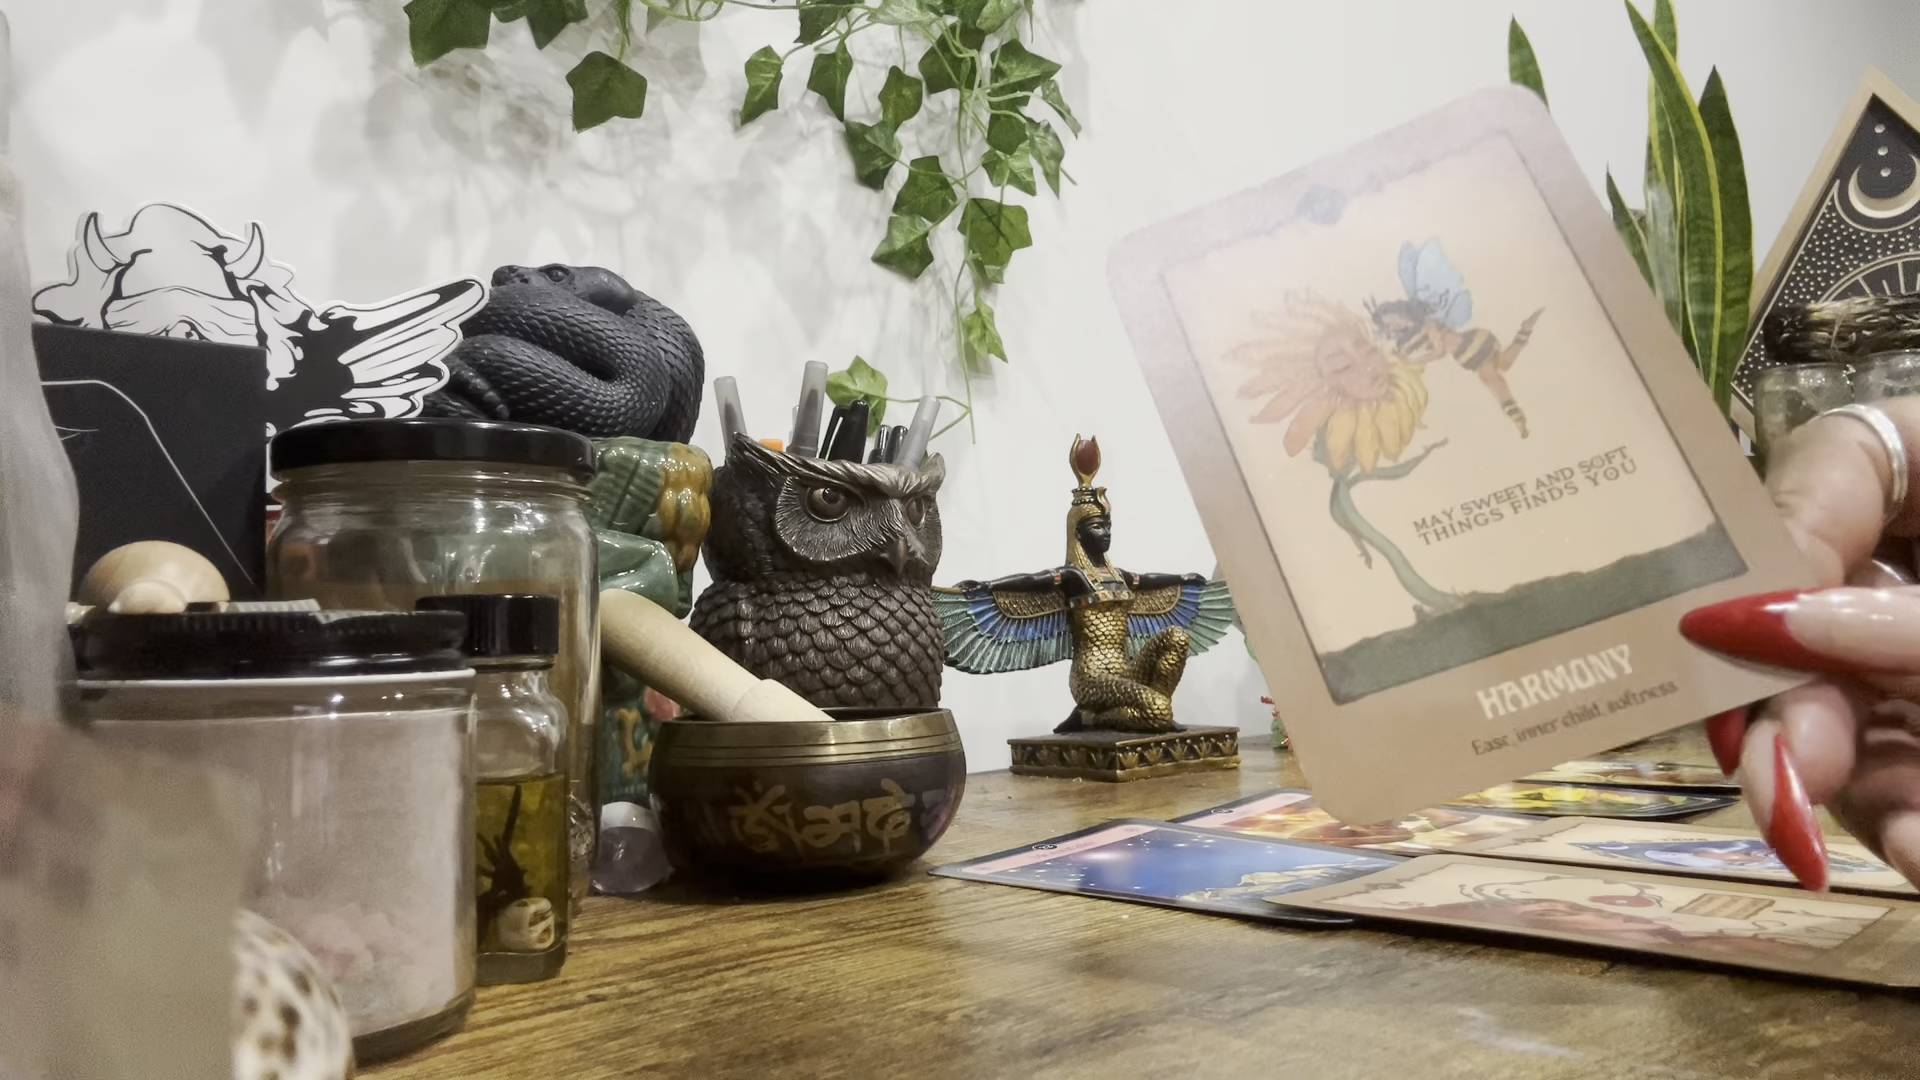 MAY SWEET AND SOFT
THINGS FINDS YOU
HARMONY
Ease, inner child, softness